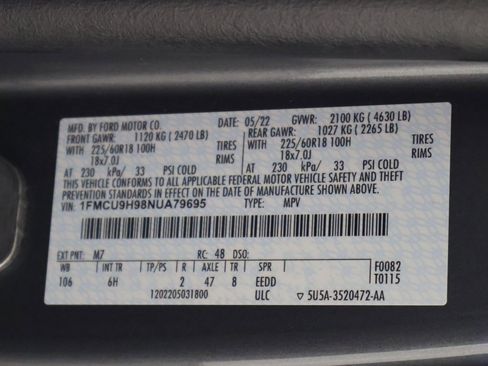 MFD. BY FORD MOTOR CO. DATE: 05/22 GVWR: 2100 KG (4630 LB)
FRONT GAWR: 1120 KG (2470 LB) REAR GAWR: 1027 KG (2265 LB)
WITH 225/60R18 100H TIRES WITH 225/60R18 100H TIRES
18x7.0J RIMS 18x7.0J RIMS
AT 230 kPa/ 33 PSI COLD AT 230 kPa/ 33 PSI COLD
THIS VEHICLE CONFORMS TO ALL APPLICABLE FEDERAL MOTOR VEHICLE SAFETY AND THEFT
PREVENTION STANDARDS IN EFFECT ON THE DATE OF MANUFACTURE SHOWN ABOVE.
VIN: 1FMCU9H98NUA79695 TYPE: MPV
EXT PNT: M7 RC: 48 DSO:
WB INT TR TP/PS R AXLE TR SPR F0082
106 6H 2 47 8 EEDD T0115
1202205031800 ULC ▽ 5U5A-3520472-AA